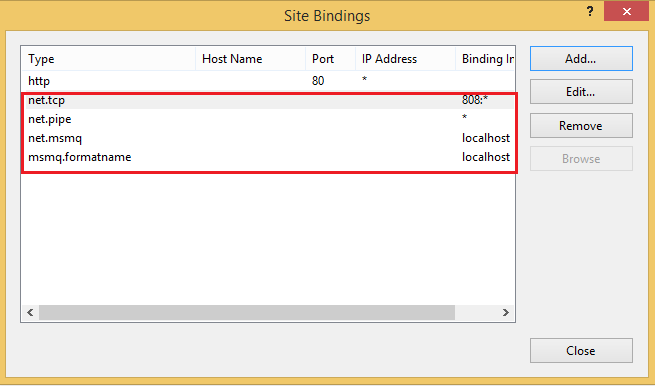 Site Bindings
?
Type Host Name Port IP Address Binding In
http 80 *
net.tcp 808:*
net.pipe *
net.msmq localhost
msmq.formatname localhost
Add...
Edit...
Remove
Browse
Close